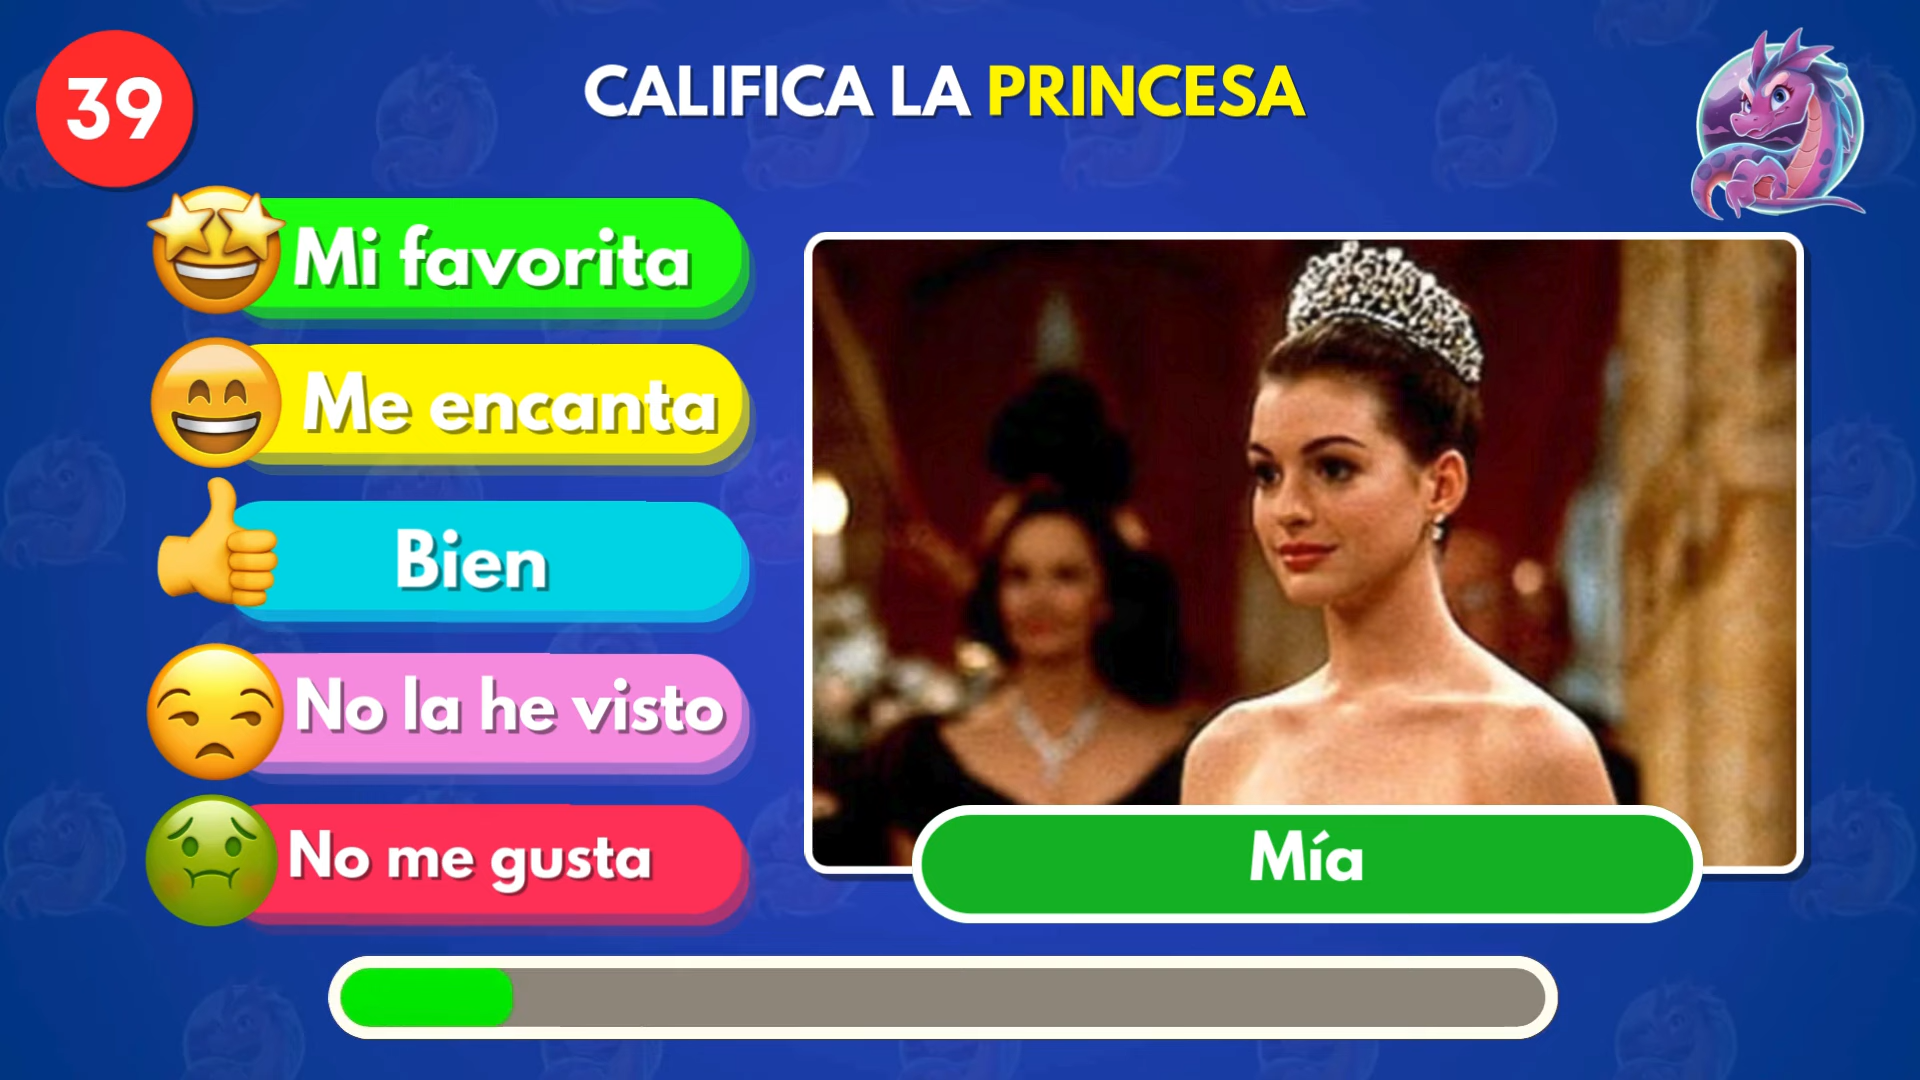 39
CALIFICA LA PRINCESA
Mi favorita
Me encanta
Bien
No la he visto
No me gusta
Mía